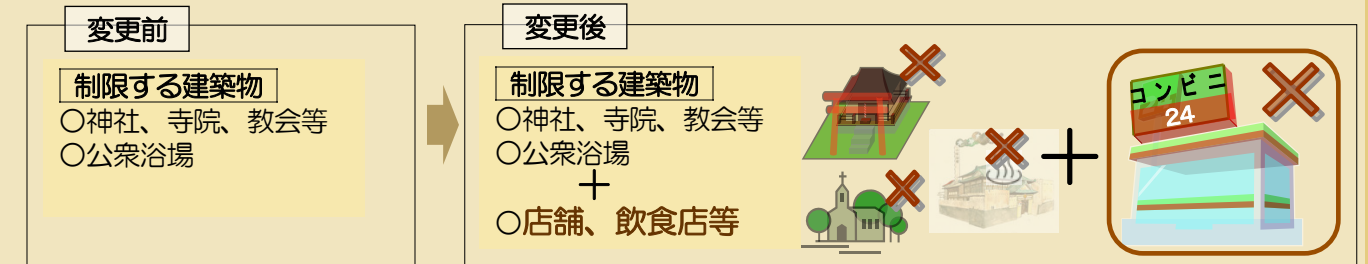 変更前
制限する建築物
○神社、寺院、教会等
○公衆浴場
変更後
制限する建築物
○神社、寺院、教会等
○公衆浴場
+
○店舗、飲食店等
+
コンビニ
24